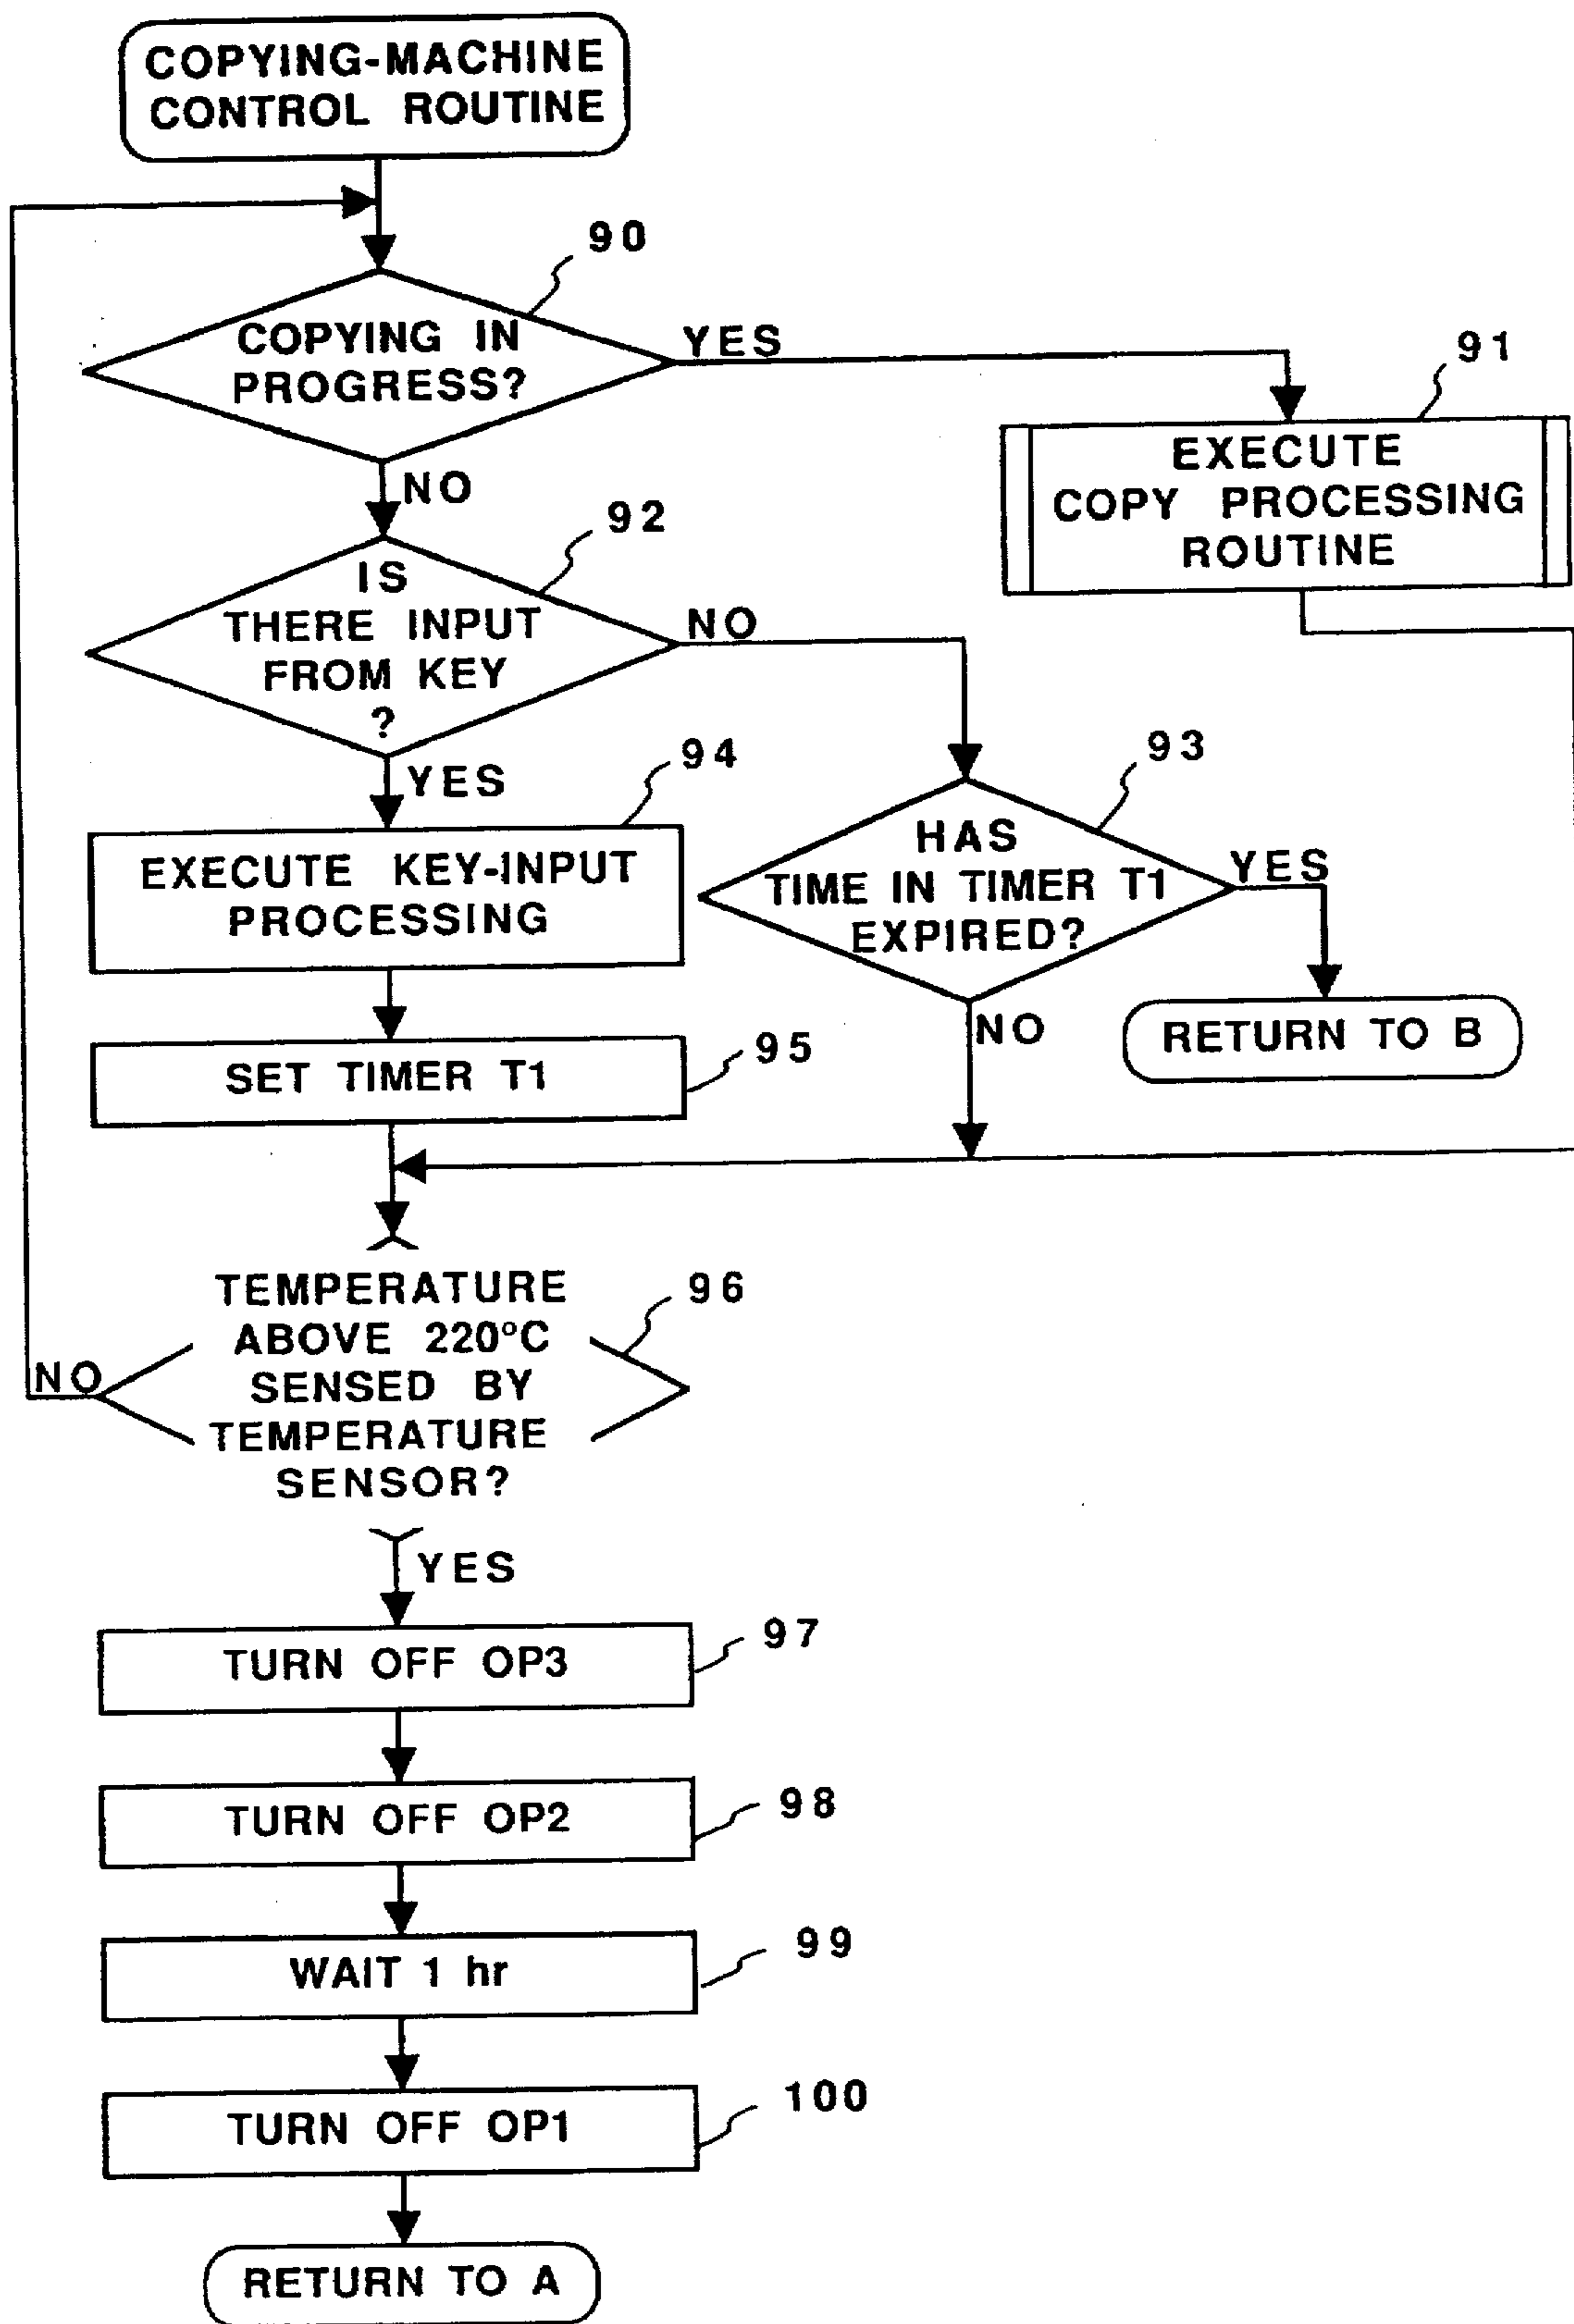 COPYING-MACHINE
CONTROL ROUTINE
90
COPYING IN
PROGRESS?
YES
NO
91
EXECUTE
COPY PROCESSING
ROUTINE
92
IS
THERE INPUT
FROM KEY
?
NO
YES
93
HAS
TIME IN TIMER T1
EXPIRED?
YES
NO
RETURN TO B
94
EXECUTE KEY-INPUT
PROCESSING
SET TIMER T1
95
TEMPERATURE
ABOVE 220°C
SENSED BY
TEMPERATURE
SENSOR?
96
NO
YES
TURN OFF OP3
97
TURN OFF OP2
98
WAIT 1 hr
99
TURN OFF OP1
100
RETURN TO A